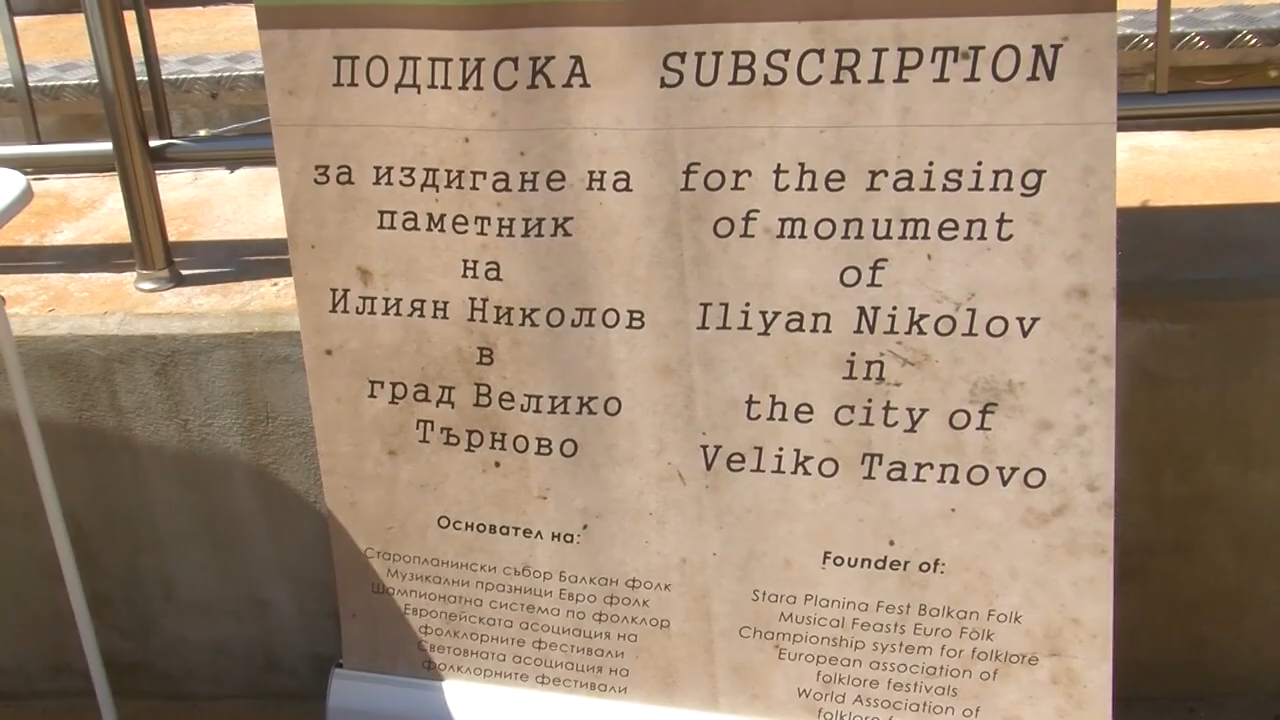 ПОДПИСКА
за издигане на
паметник
на
Илиян Николов
в
град Велико
Търново
Основател на:
Старопланински събор Балкан фолк
Музикални празници Евро фолк
Шампионатна система по фолклор
Европейската асоциация на
фолклорните фестивали
Световната асоциация на
фолклорните фестивали
SUBSCRIPTION
for the raising
of monument
of
Iliyan Nikolov
in
the city of
Veliko Tarnovo
Founder of:
Stara Planina Fest Balkan Folk
Musical Feasts Euro Folk
Championship system for folklore
European association of
folklore festivals
World Association of
folklore